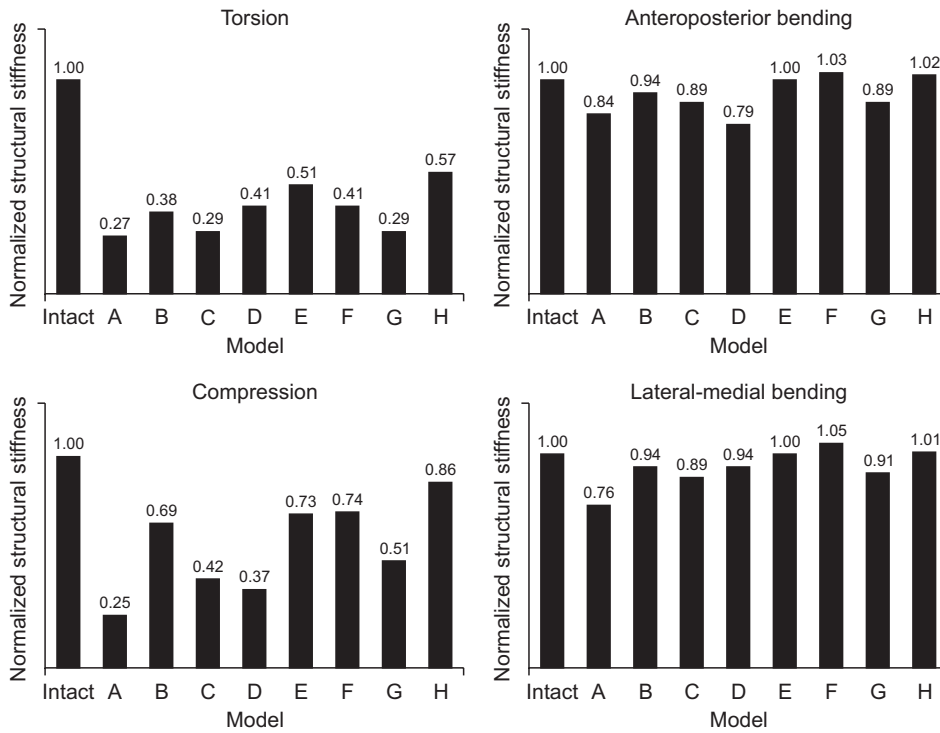 Torsion
Normalized structural stiffness
1.00
0.27
0.38
0.29
0.41
0.51
0.41
0.29
0.57
Intact A B C D E F G H
Model
Anteroposterior bending
Normalized structural stiffness
1.00
0.84
0.94
0.89
0.79
1.00
1.03
0.89
1.02
Intact A B C D E F G H
Model
Compression
Normalized structural stiffness
1.00
0.25
0.69
0.42
0.37
0.73
0.74
0.51
0.86
Intact A B C D E F G H
Model
Lateral-medial bending
Normalized structural stiffness
1.00
0.76
0.94
0.89
0.94
1.00
1.05
0.91
1.01
Intact A B C D E F G H
Model